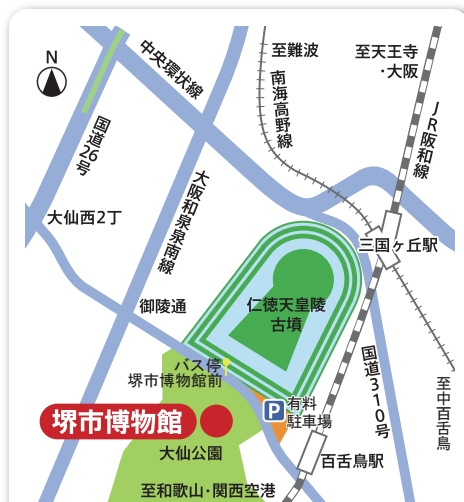 N
中央環状線
至難波
南海高野線
至天王寺
・大阪
JR阪和線
国道26号
大仙西2丁
大阪和泉泉南線
三国ヶ丘駅
御陵通
仁徳天皇陵
古墳
バス停
堺市博物館前
国道310号
至中百舌鳥
P
有料
駐車場
堺市博物館
大仙公園
百舌鳥駅
至和歌山・関西空港